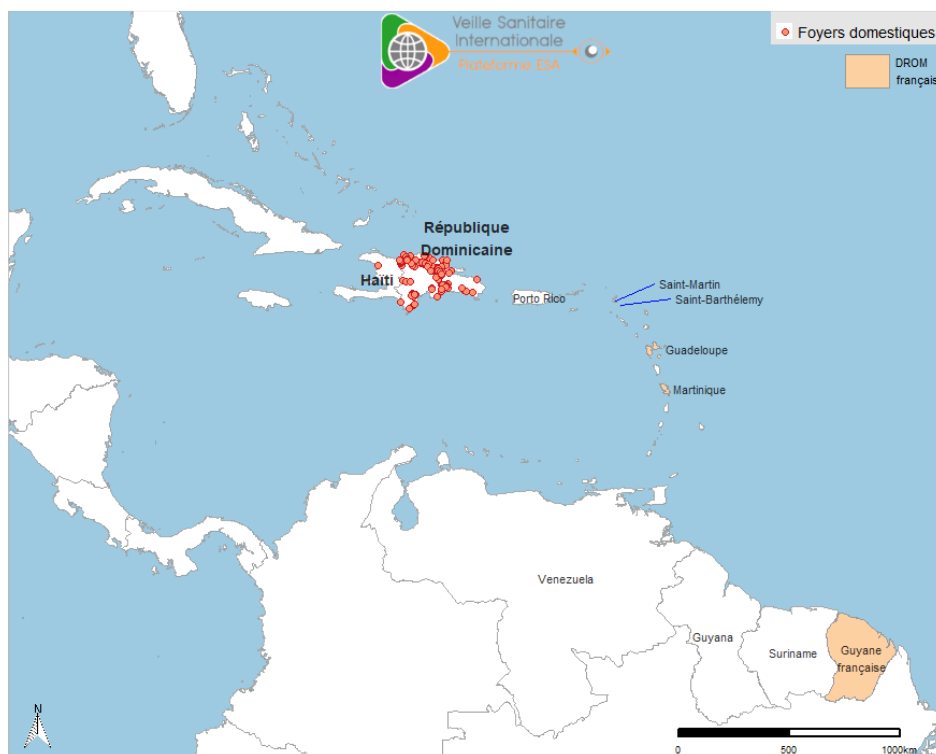 Veille Sanitaire
Internationale
Plateforme ESA
Foyers domestiques
DROM
français
République
Dominicaine
Haïti
Porto Rico
Saint-Martin
Saint-Barthélemy
Guadeloupe
Martinique
Venezuela
Guyana
Suriname
Guyane
française
N
0 500 1000km